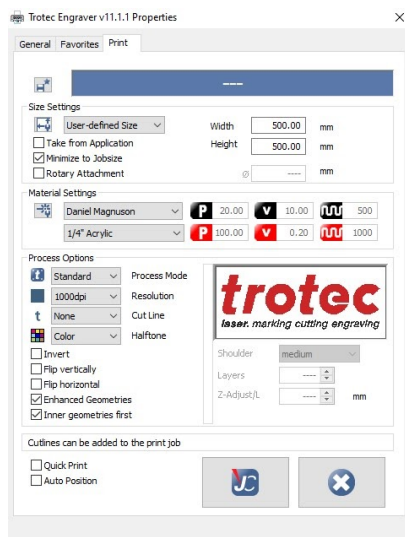 Trotec Engraver v11.1.1 Properties
General Favorites Print
---
Size Settings
User-defined Size Width 500.00 mm
Take from Application Height 500.00 mm
Minimize to Jobsize
Rotary Attachment Ø ---- mm
Material Settings
Daniel Magnuson P 20.00 V 10.00 500
1/4" Acrylic P 100.00 V 0.20 1000
Process Options
Standard Process Mode
1000dpi Resolution
t None Cut Line
Color Halftone
trotec
laser. marking cutting engraving
Invert Shoulder medium
Flip vertically Layers ----
Flip horizontal
Enhanced Geometries Z-Adjust/L ---- mm
Inner geometries first
Cutlines can be added to the print job
Quick Print
Auto Position
JC